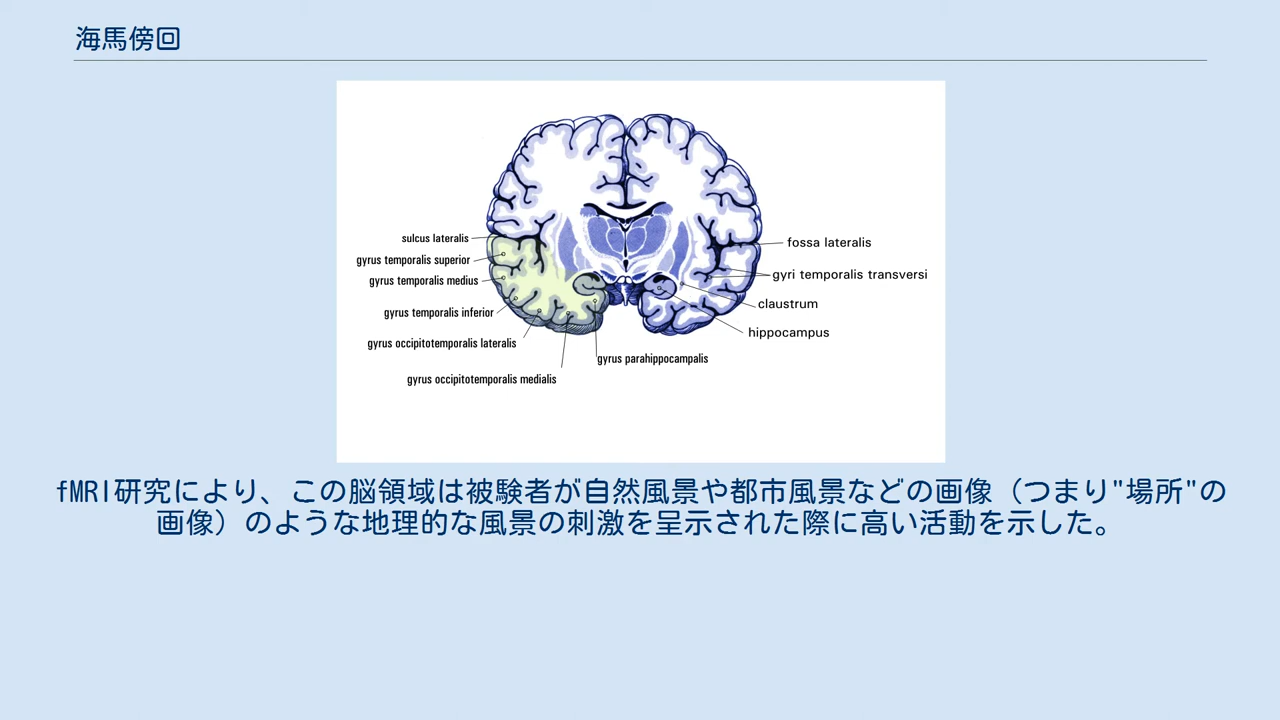 海馬傍回
sulcus lateralis
gyrus temporalis superior
gyrus temporalis medius
gyrus temporalis inferior
gyrus occipitotemporalis lateralis
gyrus occipitotemporalis medialis
gyrus parahippocampalis
fossa lateralis
gyri temporalis transversi
claustrum
hippocampus
fMRI研究により、この脳領域は被験者が自然風景や都市風景などの画像（つまり"場所"の
画像）のような地理的な風景の刺激を呈示された際に高い活動を示した。